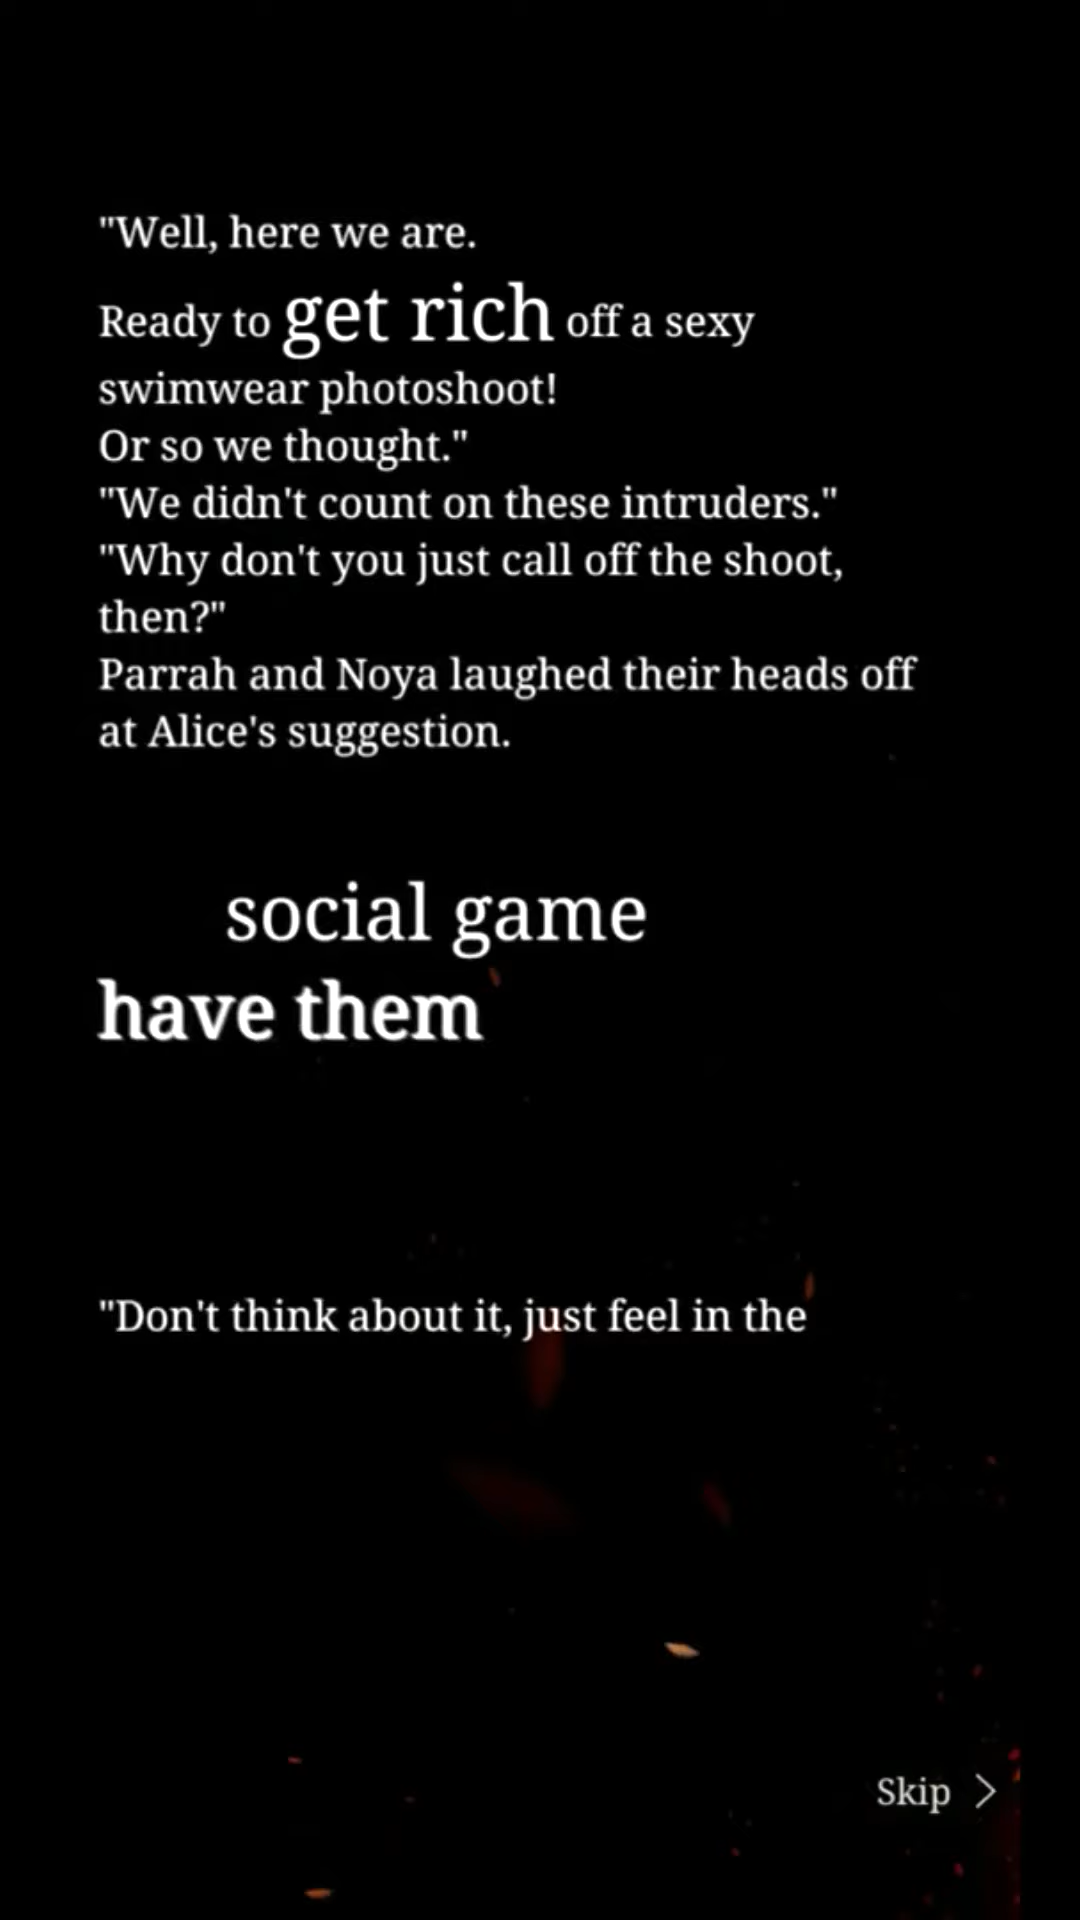 "Well, here we are.
Ready to get rich off a sexy
swimwear photoshoot!
Or so we thought."
"We didn't count on these intruders."
"Why don't you just call off the shoot,
then?"
Parrah and Noya laughed their heads off
at Alice's suggestion.
social game
have them
"Don't think about it, just feel in the
Skip >